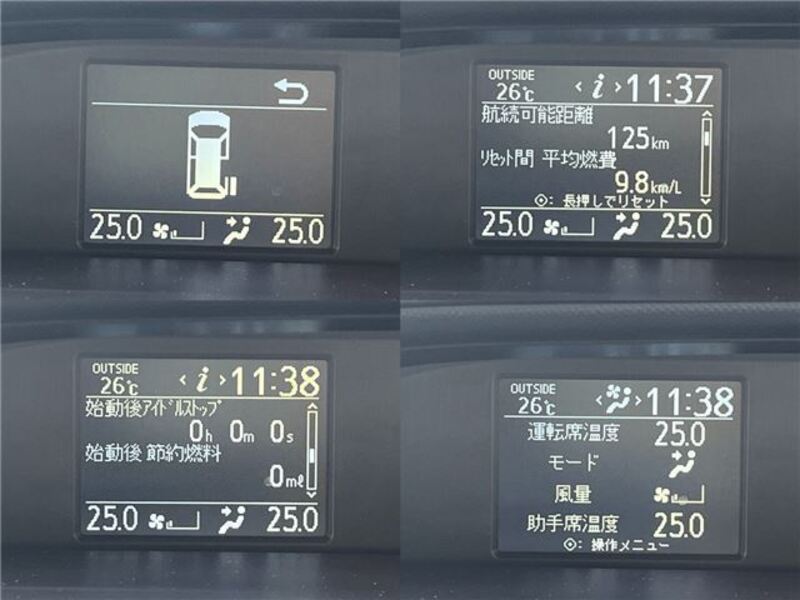 25.0 25.0
OUTSIDE
26℃ < i > 11:37
航続可能距離
125km
ﾘｾｯﾄ間 平均燃費
9.8km/L
: 長押しでリセット
25.0 25.0
OUTSIDE
26℃ < i > 11:38
始動後ｱｲﾄﾞﾙｽﾄｯﾌﾟ
0h 0m 0s
始動後 節約燃料
0mℓ
25.0 25.0
OUTSIDE
26℃ < > 11:38
運転席温度 25.0
モード
風量
助手席温度 25.0
: 操作メニュー